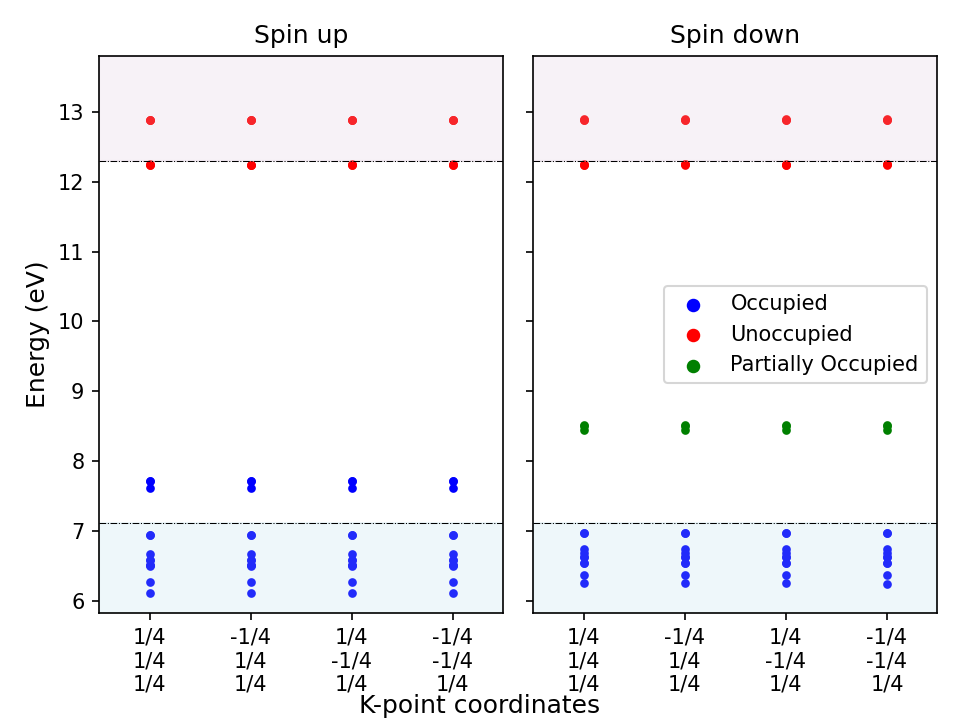 Spin up
Spin down
13
12
11
10
9
8
7
6
Energy (eV)
Occupied
Unoccupied
Partially Occupied
1/4 -1/4 1/4 -1/4 1/4 -1/4 1/4 -1/4
1/4 1/4 -1/4 -1/4 1/4 1/4 -1/4 -1/4
1/4 1/4 1/4 1/4 1/4 1/4 1/4 1/4
K-point coordinates